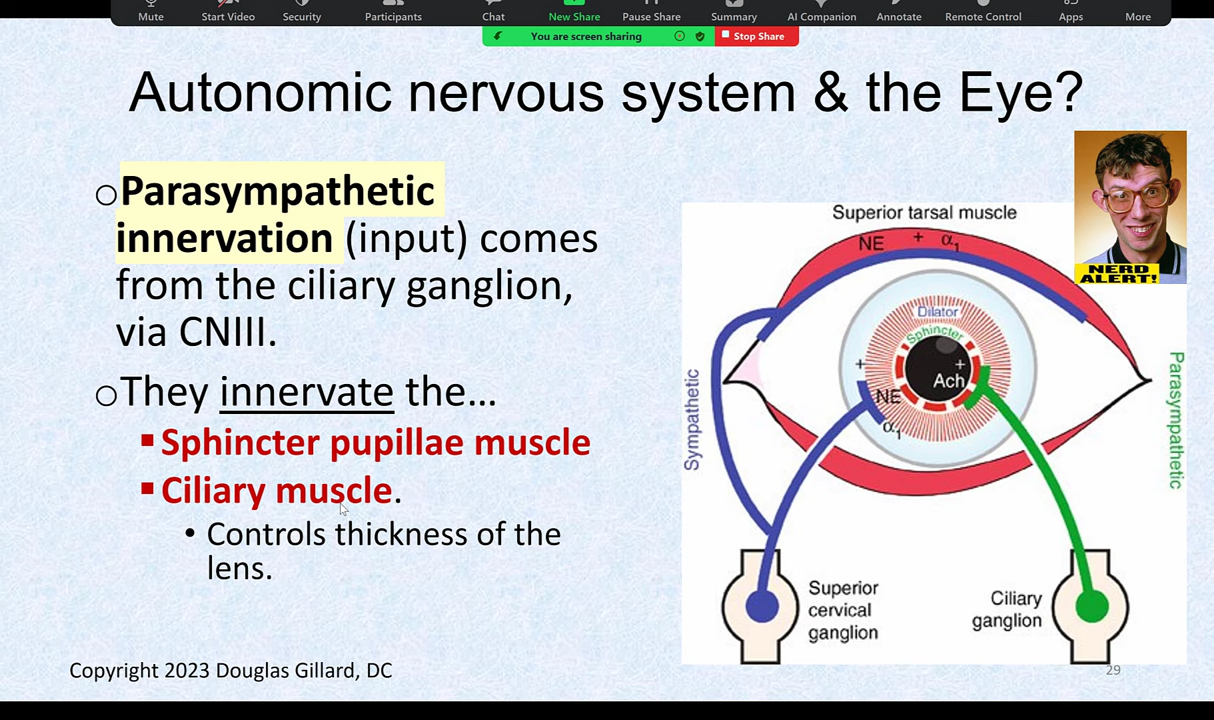 Mute Start Video Security Participants Chat New Share Pause Share Summary AI Companion Annotate Remote Control Apps More
You are screen sharing Stop Share
Autonomic nervous system & the Eye?
Parasympathetic
innervation (input) comes
from the ciliary ganglion,
via CNIII.
They innervate the...
Sphincter pupillae muscle
Ciliary muscle.
Controls thickness of the
lens.
NERD
ALERT!
Superior tarsal muscle
NE + α1
Dilator
Sphincter
+ +
Ach
NE
α1
Sympathetic
Parasympathetic
Superior
cervical
ganglion
Ciliary
ganglion
Copyright 2023 Douglas Gillard, DC
29